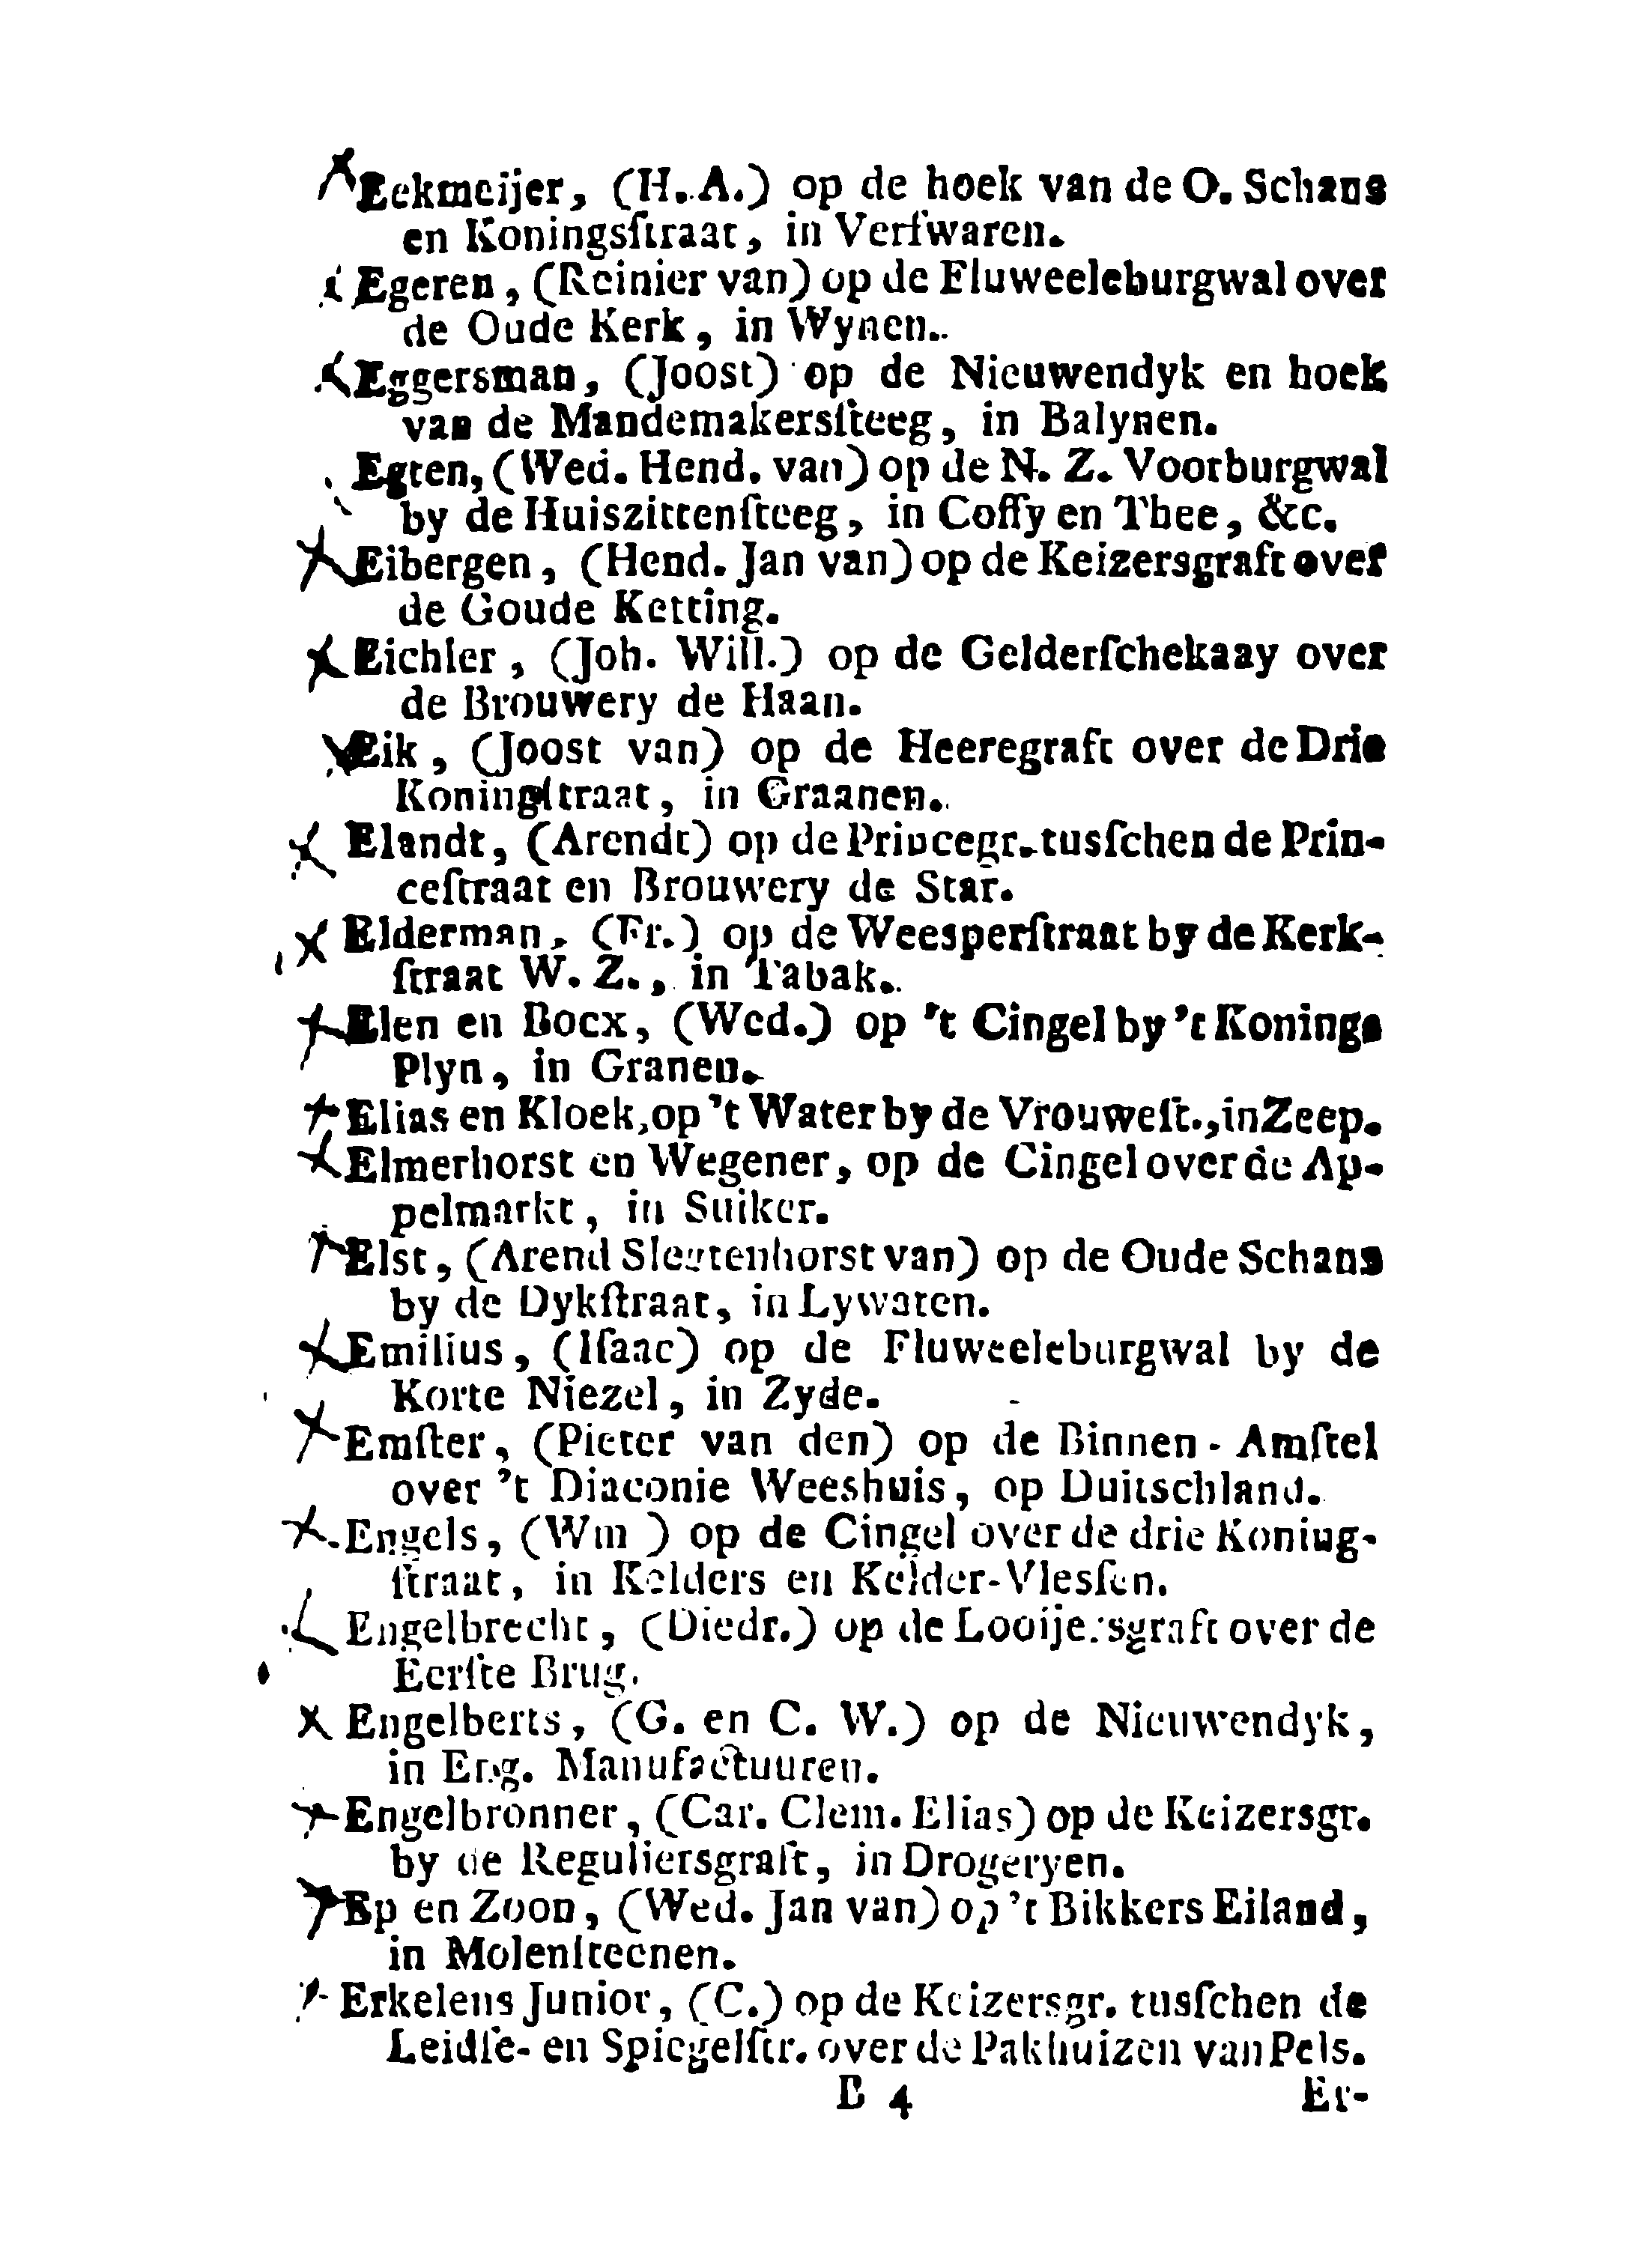 Eekmeijer, (H. A.) op de hoek van de O. Schans
en Koningsſtraat, in Verfwaren.
Egeren, (Reinier van) op de Fluweeleburgwal over
de Oude Kerk, in Wynen.
Eggersman, (Joost) op de Nieuwendyk en hoek
van de Mandemakersſteeg, in Balynen.
Egten, (Wed. Hend. van) op de N. Z. Voorburgwal
by de Huiszittenſteeg, in Coffy en Thee, &c.
Eibergen, (Hend. Jan van) op de Keizersgraft over
de Goude Ketting.
Eichler, (Joh. Will.) op de Gelderſchekaay over
de Brouwery de Haan.
Eik, (Joost van) op de Heeregraft over de Drie
Koningſtraat, in Graanen.
Elandt, (Arendt) op de Princegr. tusſchen de Prin-
ceſtraat en Brouwery de Star.
Elderman, (Fr.) op de Weesperſtraat by de Kerk-
ſtraat W. Z., in Tabak.
Elen en Bocx, (Wed.) op 't Cingel by 't Konings
Plyn, in Granen.
Elias en Kloek, op 't Water by de Vrouweſt., in Zeep.
Elmerhorst en Wegener, op de Cingel over de Ap-
pelmarkt, in Suiker.
Elst, (Arend Slegtenhorst van) op de Oude Schans
by de Dykſtraat, in Lywaten.
Emilius, (Iſaac) op de Fluweeleburgwal by de
Korte Niezel, in Zyde.
Emſter, (Pieter van den) op de Binnen-Amſtel
over 't Diaconie Weeshuis, op Duitschland.
Engels, (Wm) op de Cingel over de drie Koning-
ſtraat, in Kelders en Kelder-Vlesſen.
Engelbrecht, (Diedr.) op de Looijersgraft over de
Eerſte Brug.
Engelberts, (G. en C. W.) op de Nieuwendyk,
in Eng. Manufactuuren.
Engelbronner, (Car. Clem. Elias) op de Keizersgr.
by de Reguliersgraft, in Drogeryen.
Ep en Zoon, (Wed. Jan van) op 't Bikkers Eiland,
in Molenſteenen.
Erkelens Junior, (C.) op de Keizersgr. tusſchen de
Leidſe- en Spiegelſtr. over de Pakhuizen van Pels.
B 4 Er-